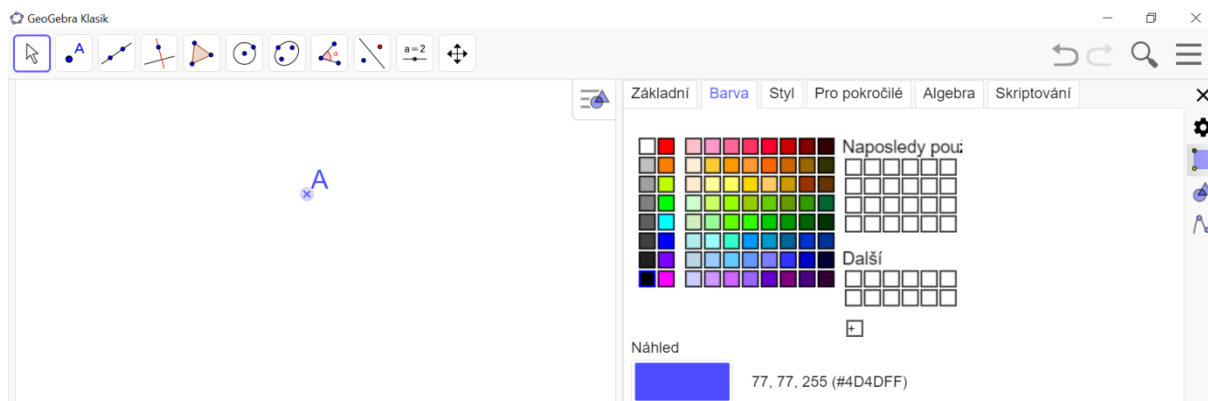 GeoGebra Klasik
A
a=2
Základní Barva Styl Pro pokročilé Algebra Skriptování
A
Naposledy pou
Další
+
Náhled
77, 77, 255 (#4D4DFF)